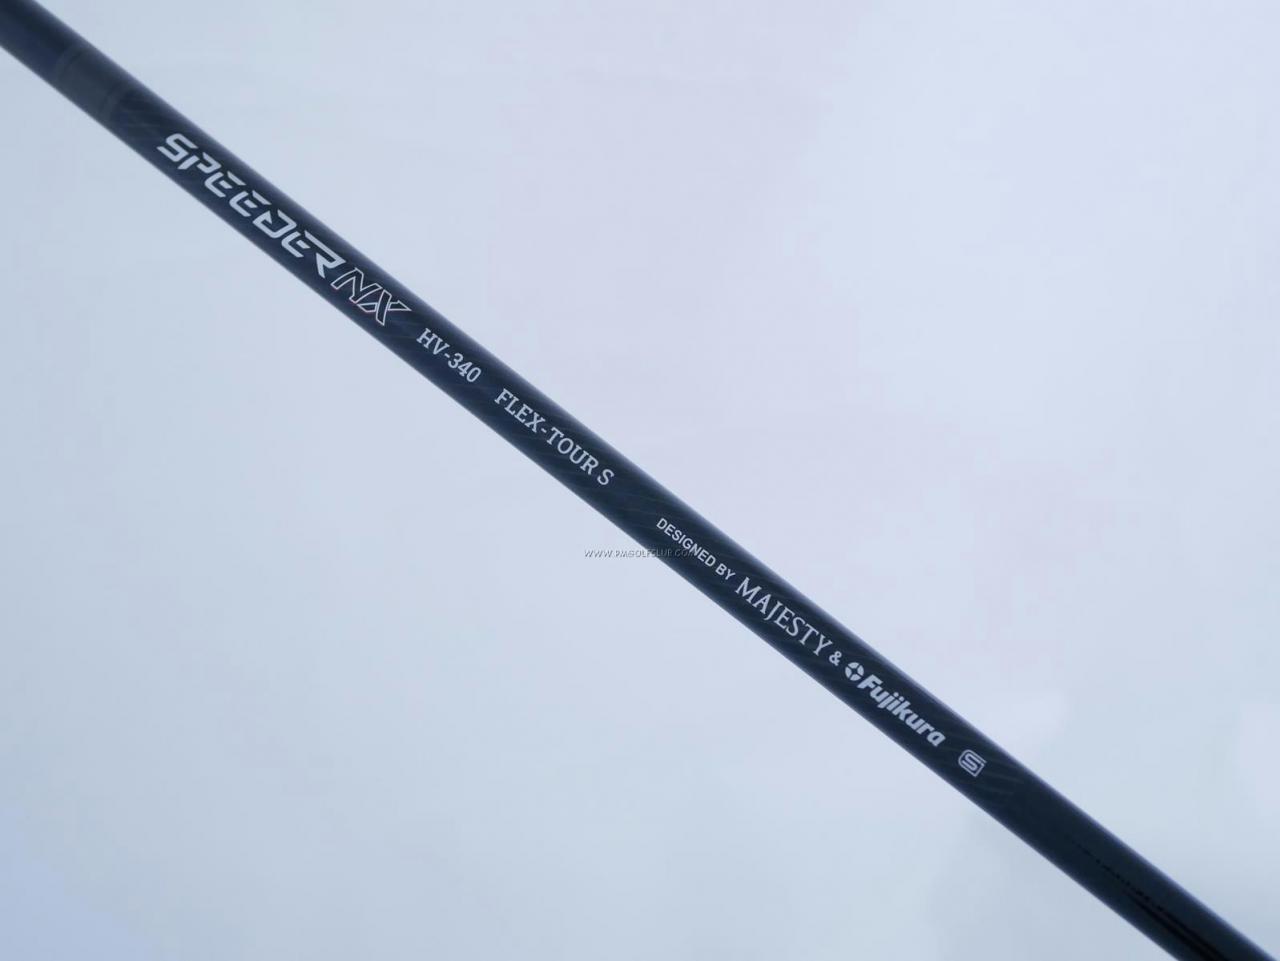 SPEEDER NX HV-340 FLEX-TOUR S DESIGNED BY MAJESTY & Fujikura S
WWW.PMGOLFCLUB.COM